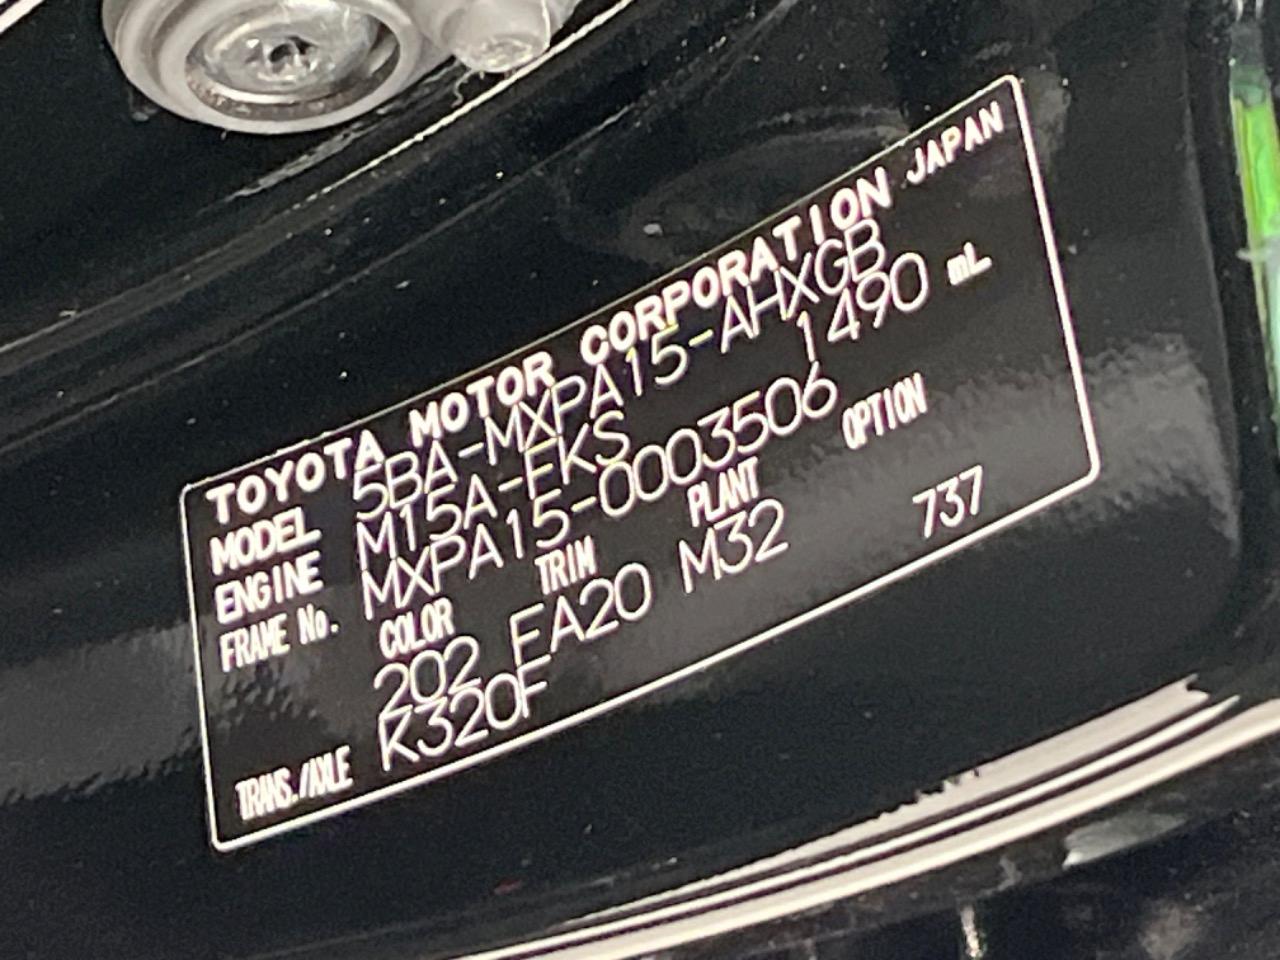 TOYOTA MOTOR CORPORATION JAPAN
MODEL 5BA-MXPA15-AHXGB
ENGINE M15A-FKS 1490 mL
FRAME No. MXPA15-0003506
COLOR TRIM PLANT OPTION
202 FA20 M32 737
TRANS./AXLE K320F